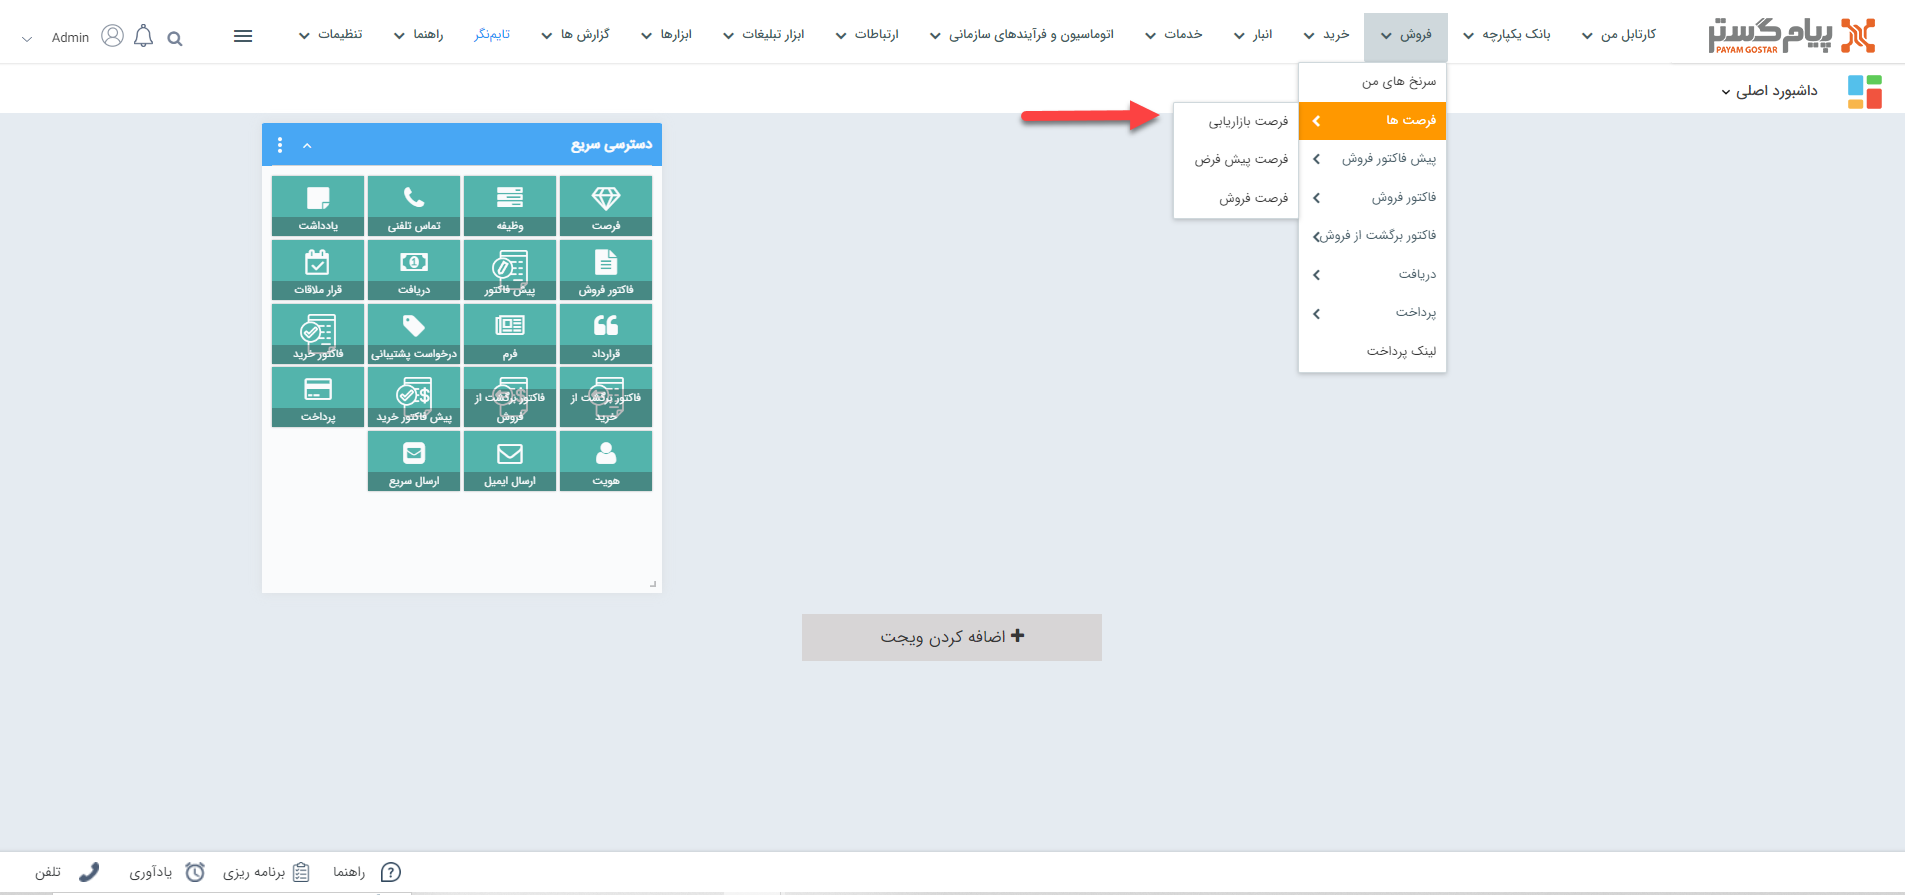 پیام گستر
PAYAM GOSTAR
کارتابل من
بانک یکپارچه
فروش
خرید
انبار
خدمات
اتوماسیون و فرآیندهای سازمانی
ارتباطات
ابزار تبلیغات
ابزارها
گزارش ها
تایم‌نگر
راهنما
تنظیمات
Admin
داشبورد اصلی
سرنخ های من
فرصت ها
پیش فاکتور فروش
فاکتور فروش
فاکتور برگشت از فروش
دریافت
پرداخت
لینک پرداخت
فرصت بازاریابی
فرصت پیش فرض
فرصت فروش
دسترسی سریع
فرصت
وظیفه
تماس تلفنی
یادداشت
فاکتور فروش
پیش فاکتور
دریافت
قرار ملاقات
قرارداد
فرم
درخواست پشتیبانی
فاکتور خرید
فاکتور برگشت از
خرید
فاکتور برگشت از
فروش
پیش فاکتور خرید
پرداخت
هویت
ارسال ایمیل
ارسال سریع
اضافه کردن ویجت
راهنما
برنامه ریزی
یادآوری
تلفن